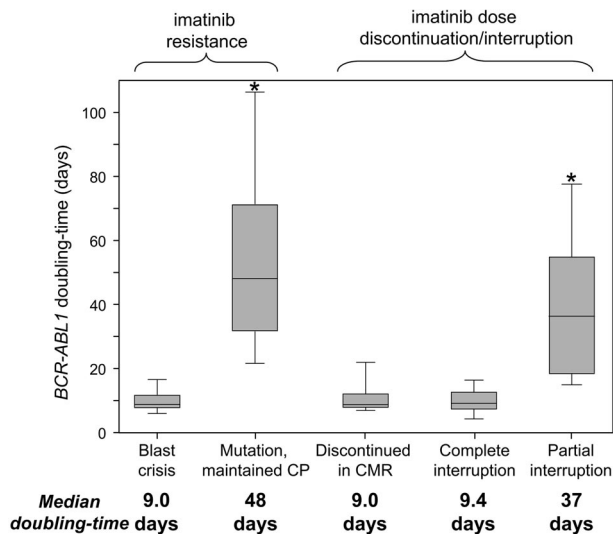 imatinib
resistance
imatinib dose
discontinuation/interruption
BCR-ABL1 doubling-time (days)
100
80
60
40
20
0
*
*
Blast
crisis
Mutation,
maintained CP
Discontinued
in CMR
Complete
interruption
Partial
interruption
Median
doubling-time
9.0
days
48
days
9.0
days
9.4
days
37
days